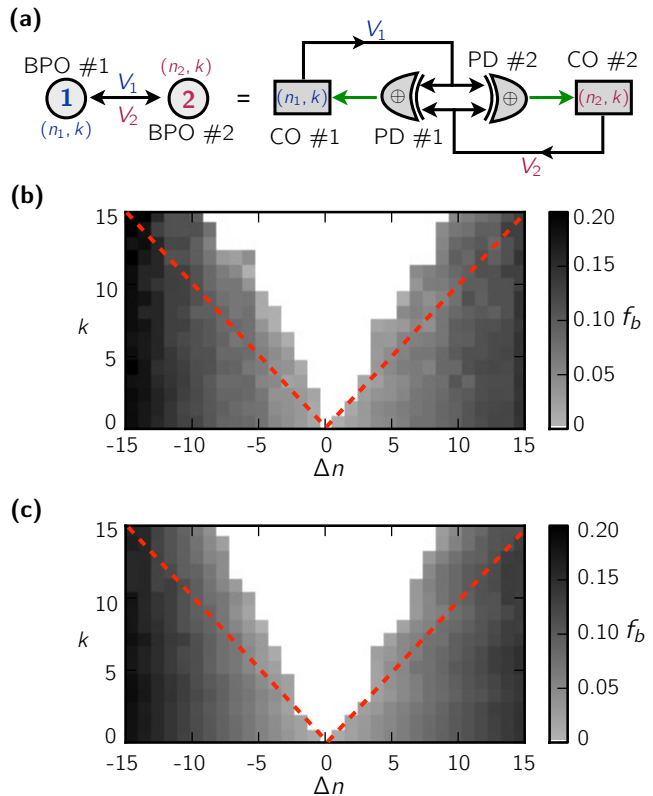 (a)
BPO #1
(n₂, k)
V₁
PD #2
CO #2
1
V₁
V₂
2
=
(n₁, k)
⊕
⊕
(n₂, k)
(n₁, k)
BPO #2
CO #1
PD #1
V₂
(b)
15
10
5
0
k
-15
-10
-5
0
5
10
15
Δn
0.20
0.15
0.10
0.05
0
f_b
(c)
15
10
5
0
k
-15
-10
-5
0
5
10
15
Δn
0.20
0.15
0.10
0.05
0
f_b